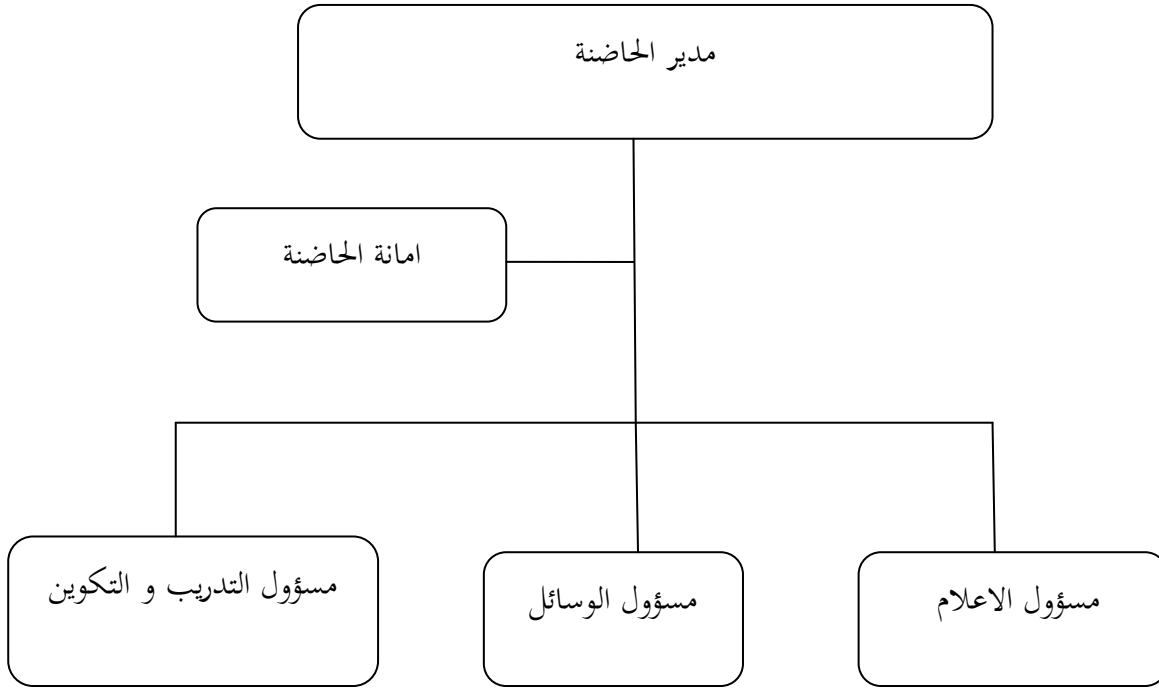 مدير الحاضنة
امانة الحاضنة
مسؤول الاعلام
مسؤول الوسائل
مسؤول التدريب و التكوين